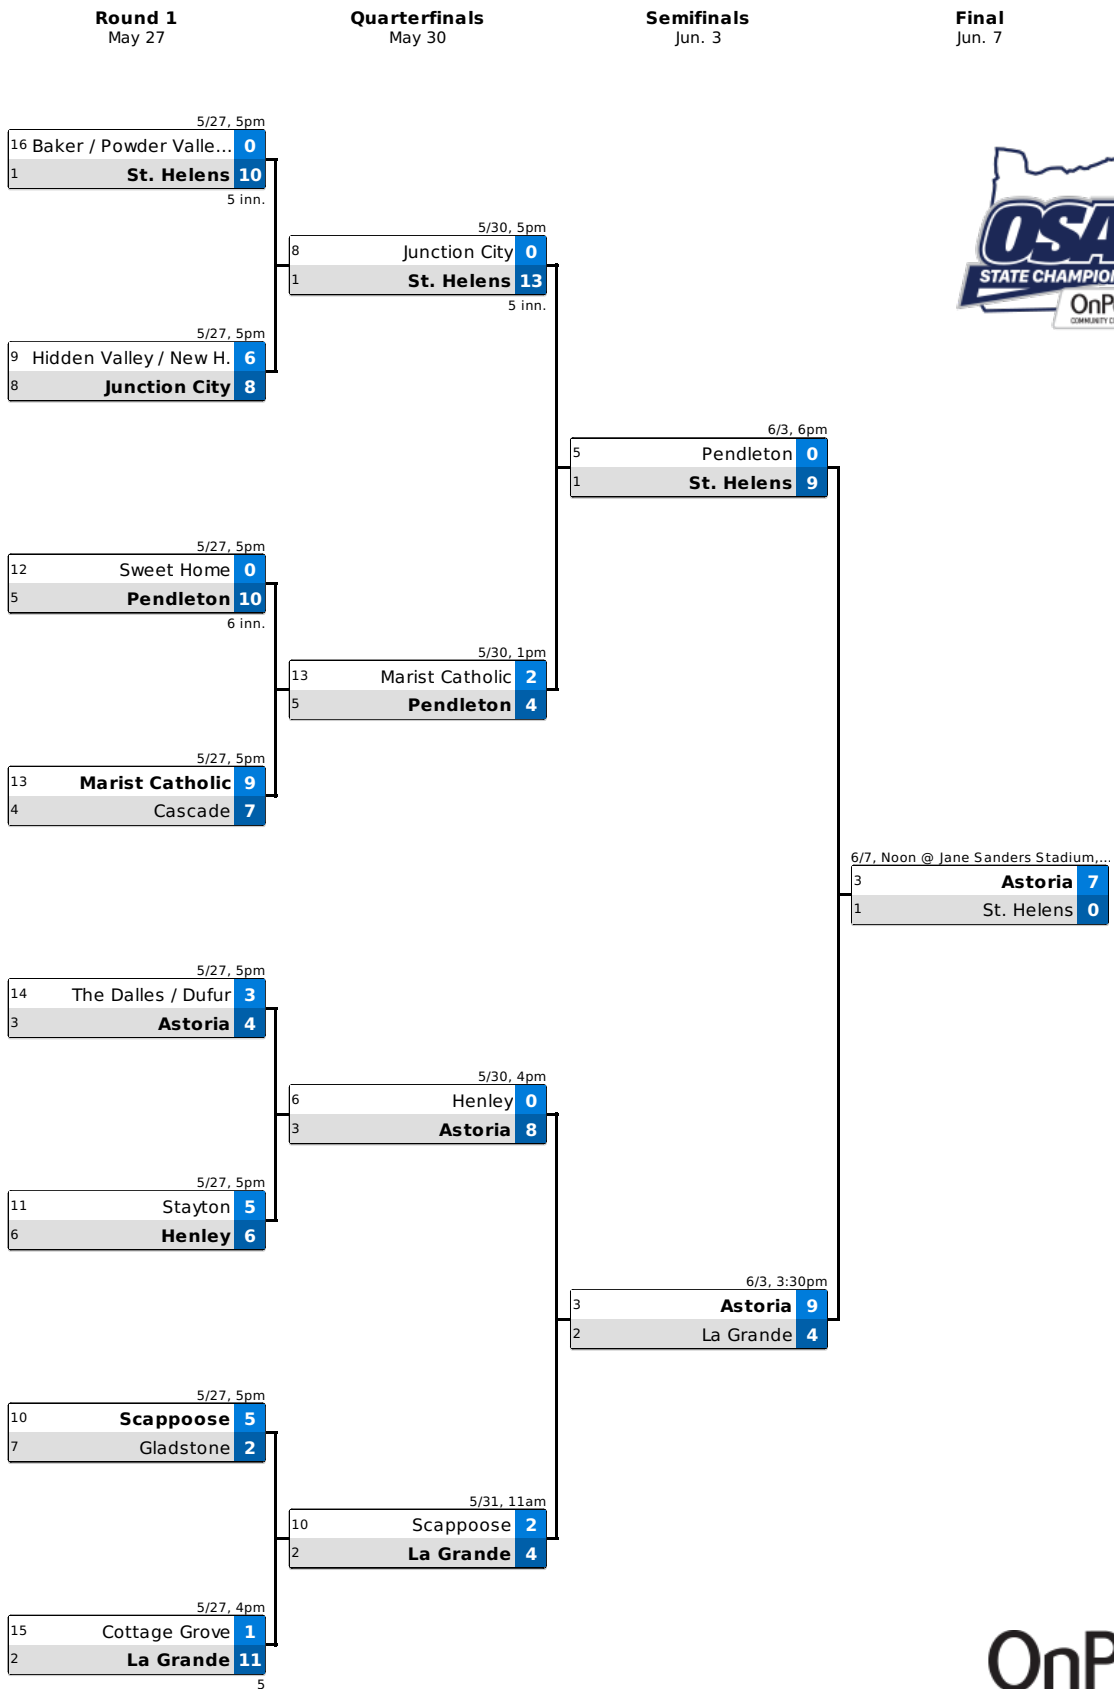 Round 1
May 27
Quarterfinals
May 30
Semifinals
Jun. 3
Final
Jun. 7
5/27, 5pm
16 Baker / Powder Valle... 0
1 St. Helens 10
5 inn.
5/30, 5pm
8 Junction City 0
1 St. Helens 13
5 inn.
OSA
STATE CHAMPION
OnP
5/27, 5pm
9 Hidden Valley / New H. 6
8 Junction City 8
6/3, 6pm
5 Pendleton 0
1 St. Helens 9
5/27, 5pm
12 Sweet Home 0
5 Pendleton 10
6 inn.
5/30, 1pm
13 Marist Catholic 2
5 Pendleton 4
5/27, 5pm
13 Marist Catholic 9
4 Cascade 7
6/7, Noon @ Jane Sanders Stadium,...
3 Astoria 7
1 St. Helens 0
5/27, 5pm
14 The Dalles / Dufur 3
3 Astoria 4
5/30, 4pm
6 Henley 0
3 Astoria 8
5/27, 5pm
11 Stayton 5
6 Henley 6
6/3, 3:30pm
3 Astoria 9
2 La Grande 4
5/27, 5pm
10 Scappoose 5
7 Gladstone 2
5/31, 11am
10 Scappoose 2
2 La Grande 4
5/27, 4pm
15 Cottage Grove 1
2 La Grande 11
5
OnP